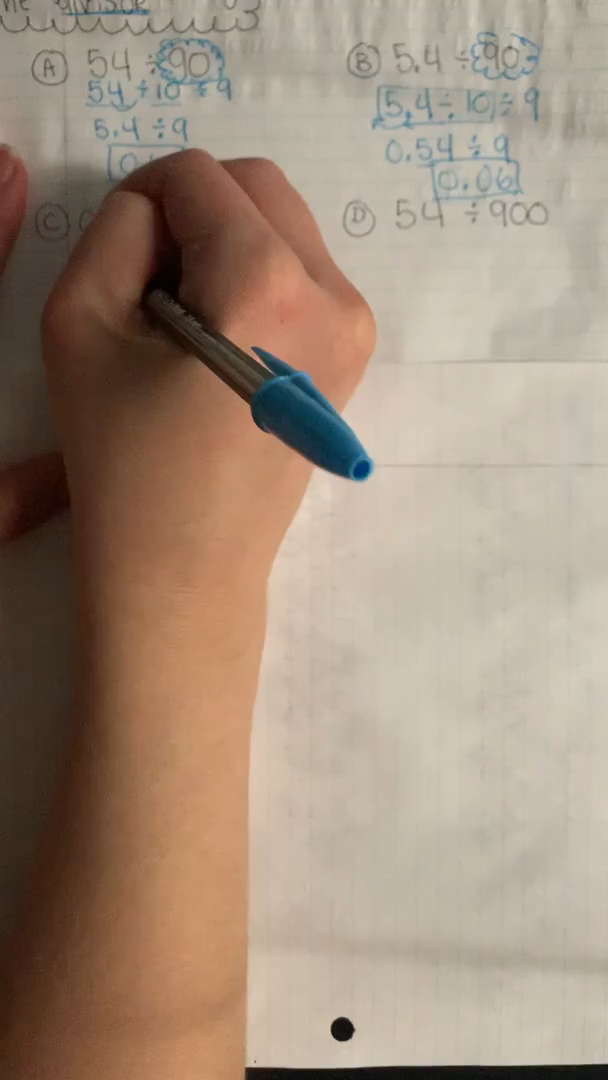 divisor
Ⓐ 54 ÷ 90
54 ÷ 10 ÷ 9
5.4 ÷ 9
Ⓑ 5.4 ÷ 90
5.4 ÷ 10 ÷ 9
0.54 ÷ 9
0.06
Ⓒ
Ⓓ 54 ÷ 900